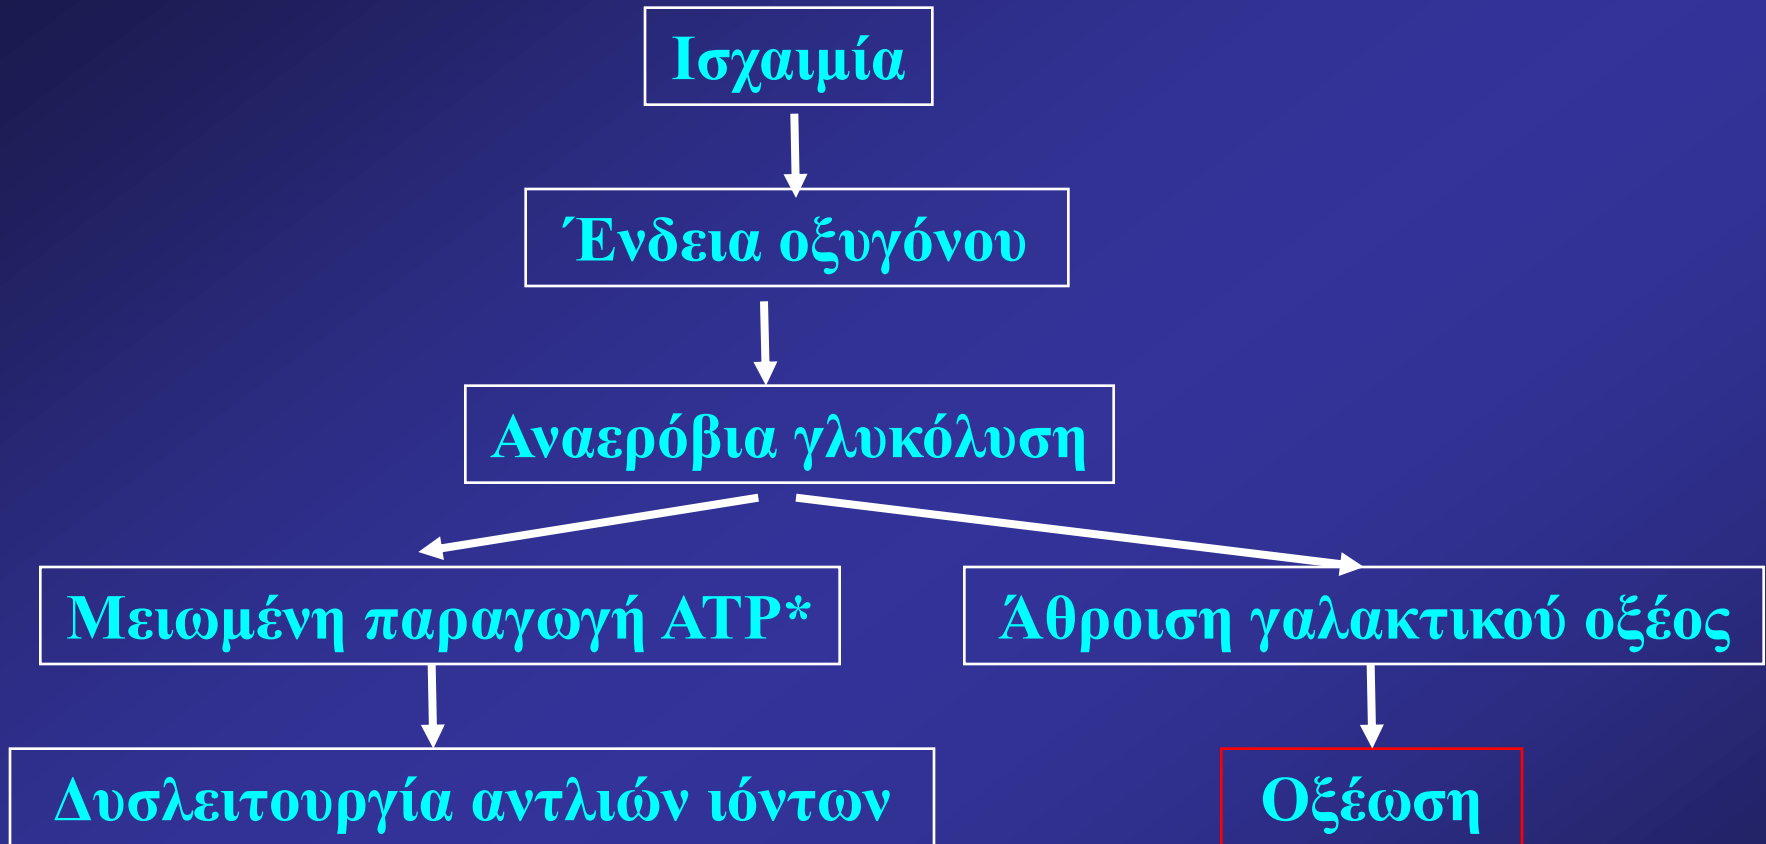 Ισχαιμία
Ένδεια οξυγόνου
Αναερόβια γλυκόλυση
Μειωμένη παραγωγή ATP*
Άθροιση γαλακτικού οξέος
Δυσλειτουργία αντλιών ιόντων
Οξέωση